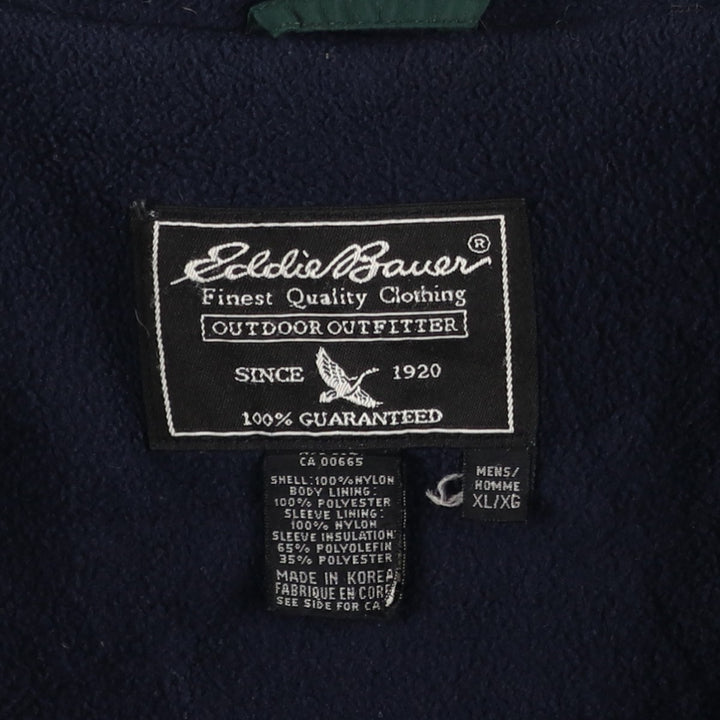 Eddie Bauer ®
Finest Quality Clothing
OUTDOOR OUTFITTER
SINCE 1920
100% GUARANTEED
CA 00665
SHELL: 100% NYLON
BODY LINING:
100% POLYESTER
SLEEVE LINING:
100% NYLON
SLEEVE INSULATION:
65% POLYOLEFIN
35% POLYESTER
MADE IN KOREA
FABRIQUE EN
SEE SIDE FOR CA
MENS/
HOMME
XL/XG